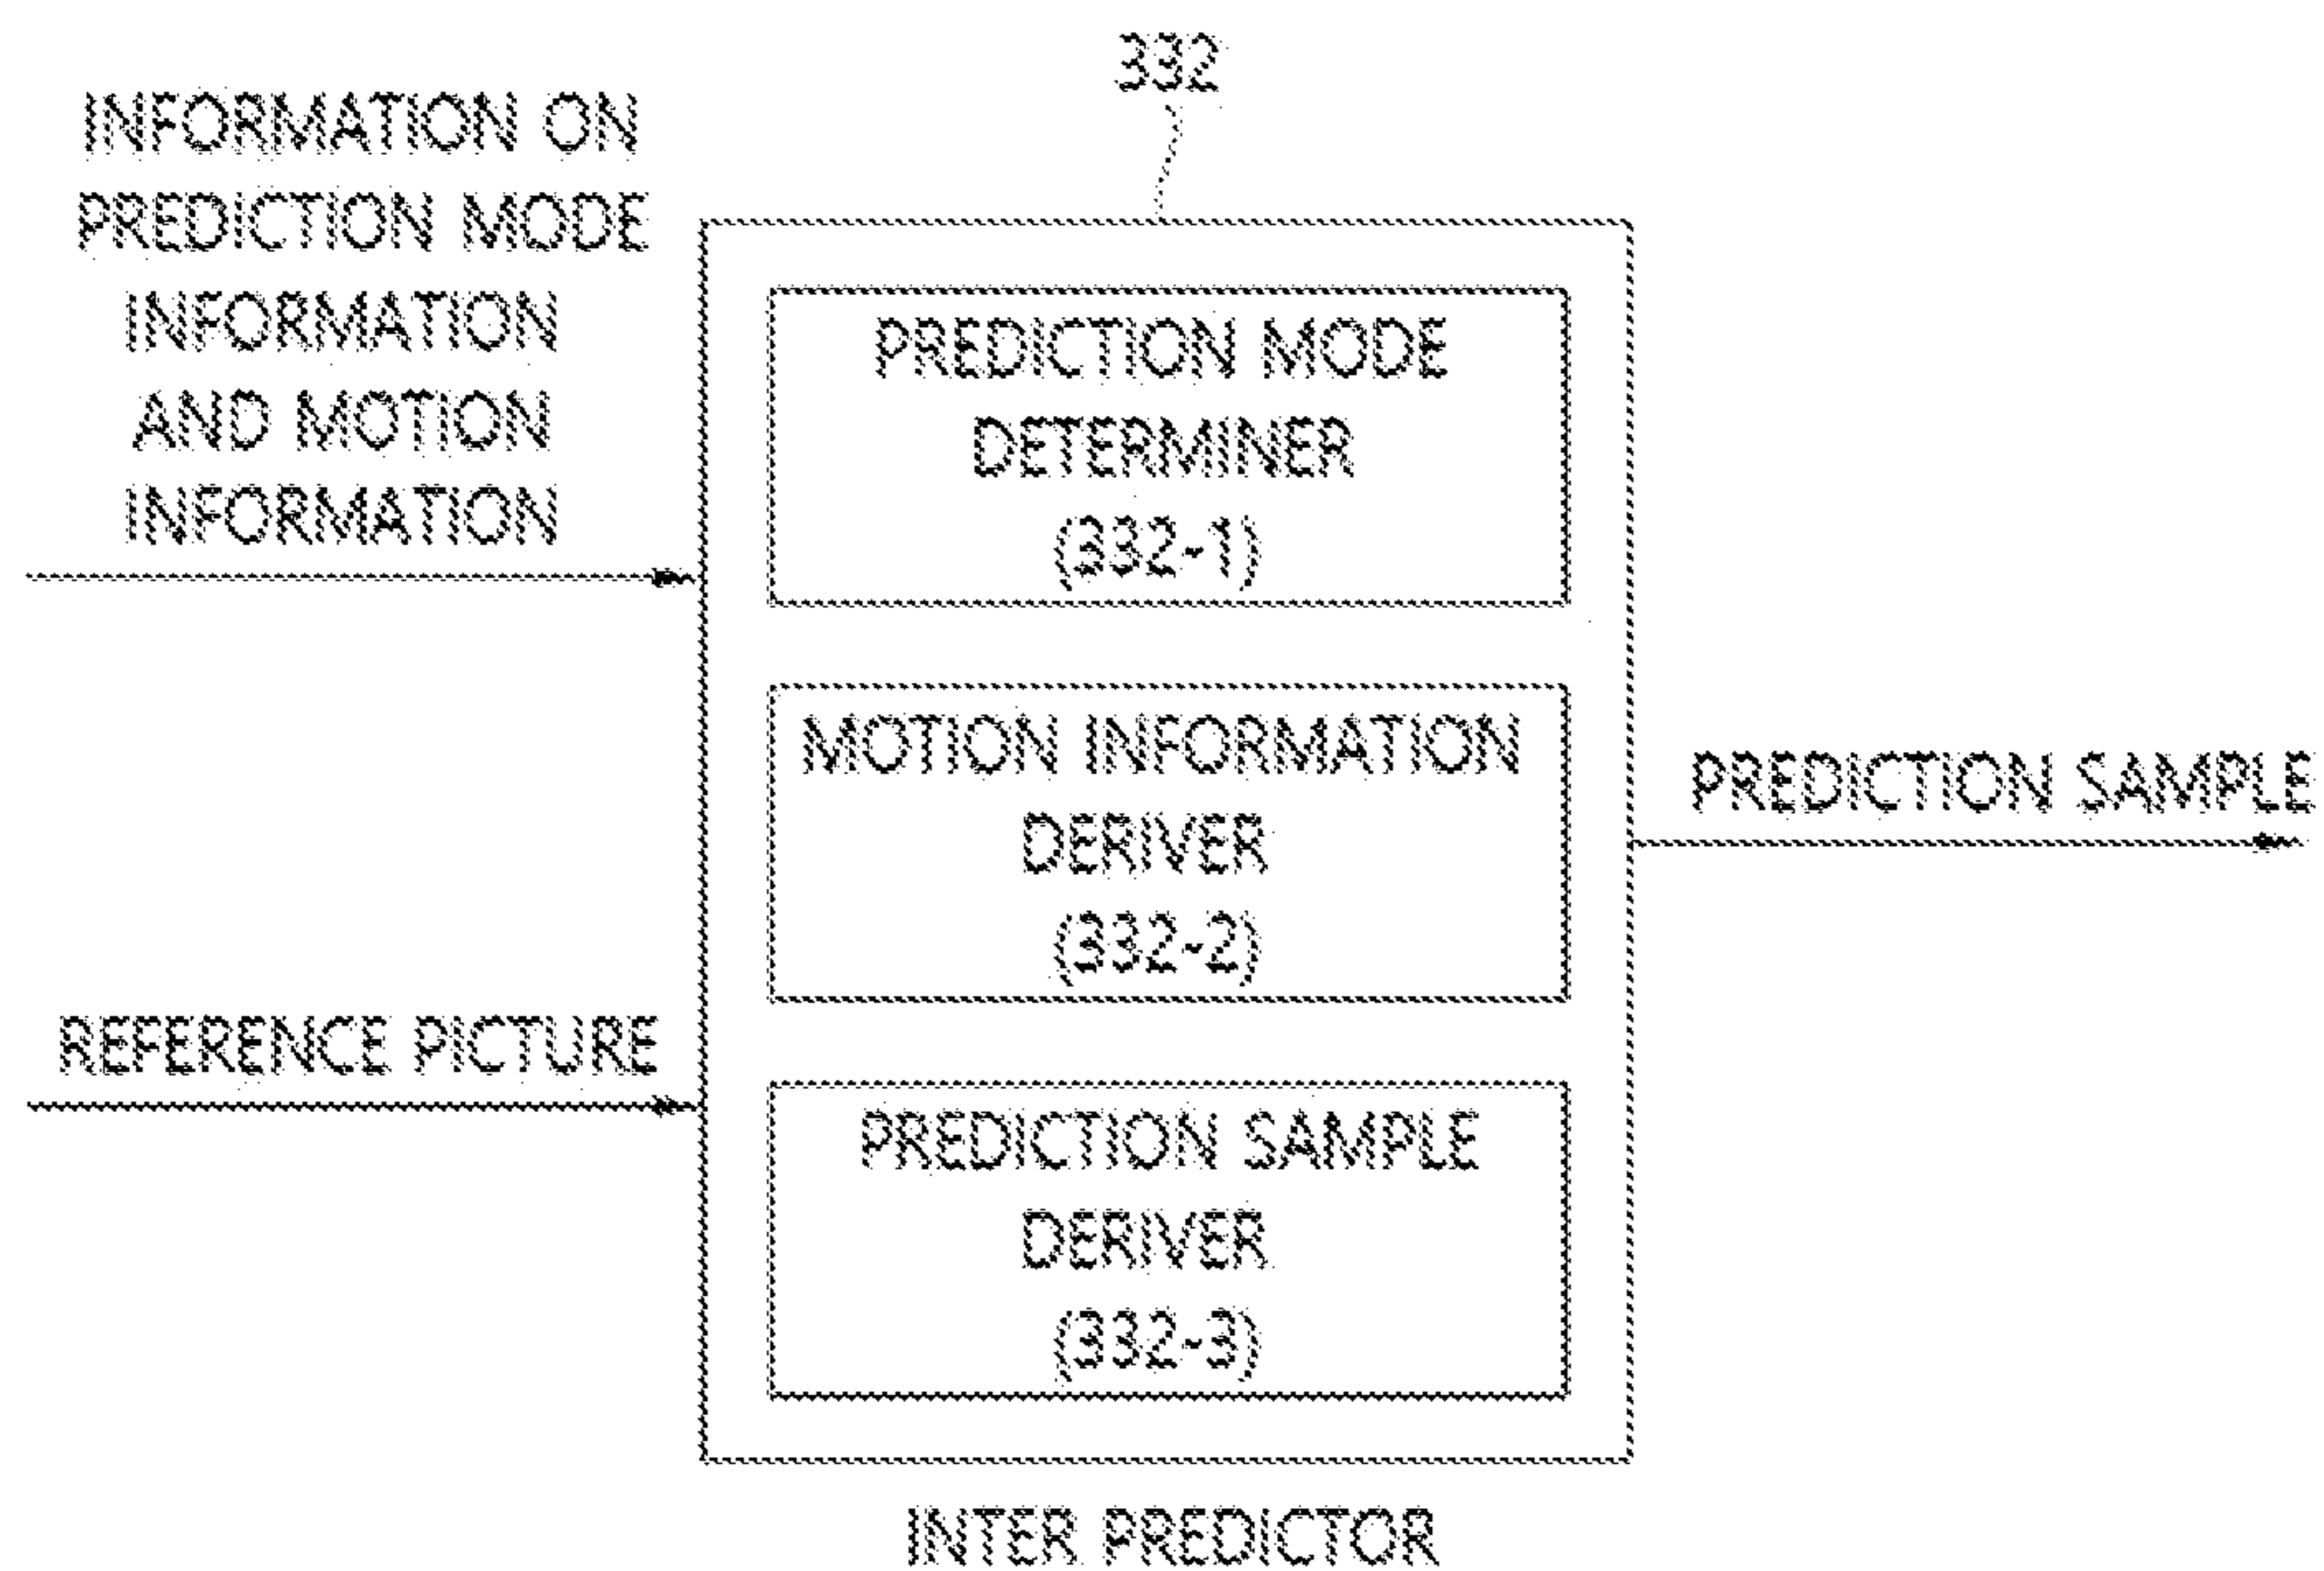 332
INFORMATION ON
PREDICTION MODE
INFORMATION
AND MOTION
INFORMATION
PREDICTION MODE
DETERMINER
(332-1)
MOTION INFORMATION
DERIVER
(332-2)
PREDICTION SAMPLE
REFERENCE PICTURE
PREDICTION SAMPLE
DERIVER
(332-3)
INTER PREDICTOR